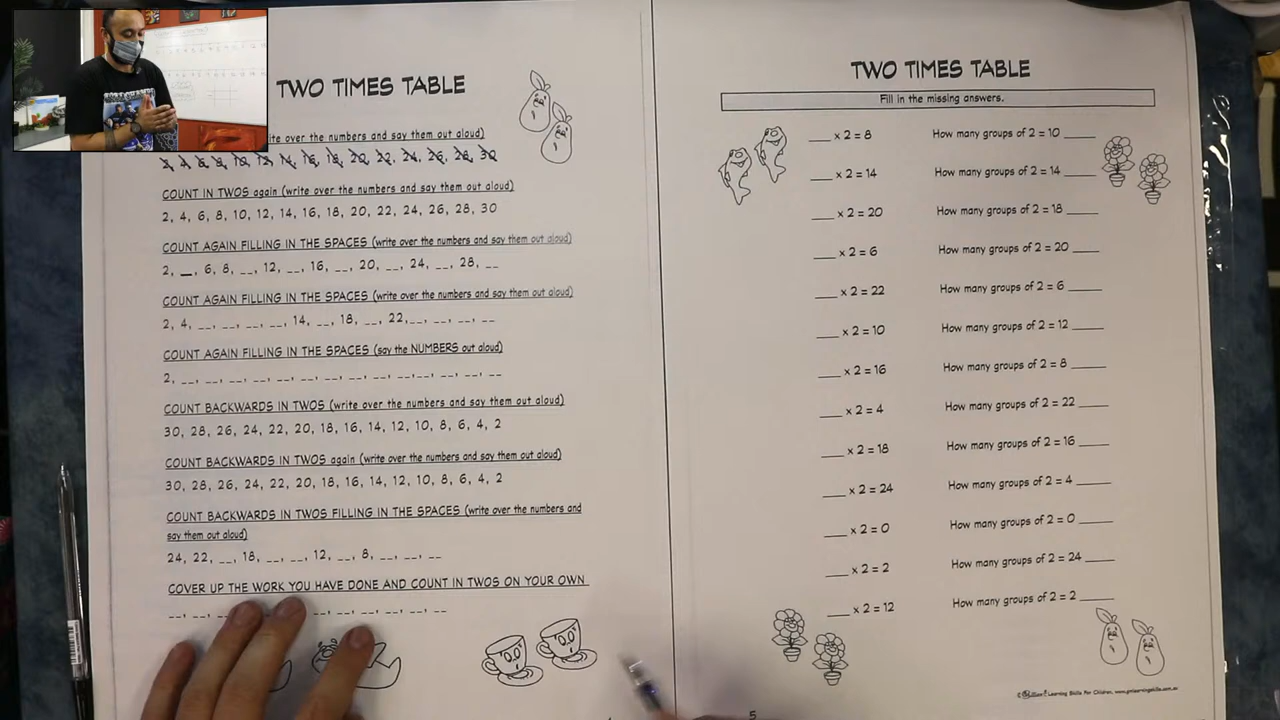 TWO TIMES TABLE
write over the numbers and say them out aloud)
2, 4, 6, 8, 10, 12, 14, 16, 18, 20, 22, 24, 26, 28, 30
COUNT IN TWOS again (write over the numbers and say them out aloud)
2, 4, 6, 8, 10, 12, 14, 16, 18, 20, 22, 24, 26, 28, 30
COUNT AGAIN FILLING IN THE SPACES (write over the numbers and say them out aloud)
2, __, 6, 8, __, 12, __, 16, __, 20, __, 24, __, 28, __
COUNT AGAIN FILLING IN THE SPACES (write over the numbers and say them out aloud)
2, 4, __, __, __, __, 14, __, 18, __, 22, __, __, __, __
COUNT AGAIN FILLING IN THE SPACES (say the NUMBERS out aloud)
2, __, __, __, __, __, __, __, __, __, __, __, __, __, __
COUNT BACKWARDS IN TWOS (write over the numbers and say them out aloud)
30, 28, 26, 24, 22, 20, 18, 16, 14, 12, 10, 8, 6, 4, 2
COUNT BACKWARDS IN TWOS again (write over the numbers and say them out aloud)
30, 28, 26, 24, 22, 20, 18, 16, 14, 12, 10, 8, 6, 4, 2
COUNT BACKWARDS IN TWOS FILLING IN THE SPACES (write over the numbers and
say them out aloud)
24, 22, __, 18, __, __, 12, __, 8, __, __, __
COVER UP THE WORK YOU HAVE DONE AND COUNT IN TWOS ON YOUR OWN
TWO TIMES TABLE
Fill in the missing answers.
___ x 2 = 8 How many groups of 2 = 10 ____
___ x 2 = 14 How many groups of 2 = 14 ____
___ x 2 = 20 How many groups of 2 = 18 ____
___ x 2 = 6 How many groups of 2 = 20 ____
___ x 2 = 22 How many groups of 2 = 6 ____
___ x 2 = 10 How many groups of 2 = 12 ____
___ x 2 = 16 How many groups of 2 = 8 ____
___ x 2 = 4 How many groups of 2 = 22 ____
___ x 2 = 18 How many groups of 2 = 16 ____
___ x 2 = 24 How many groups of 2 = 4 ____
___ x 2 = 0 How many groups of 2 = 0 ____
___ x 2 = 2 How many groups of 2 = 24 ____
___ x 2 = 12 How many groups of 2 = 2 ____
Learning Skills For Children,
5